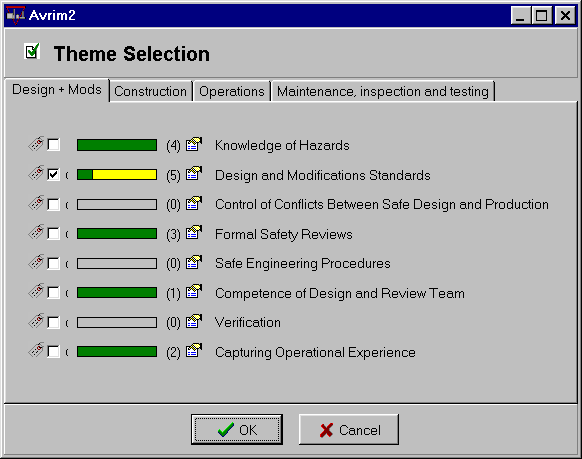 Avrim2
Theme Selection
Design + Mods Construction Operations Maintenance, inspection and testing
(4) Knowledge of Hazards
(5) Design and Modifications Standards
(0) Control of Conflicts Between Safe Design and Production
(3) Formal Safety Reviews
(0) Safe Engineering Procedures
(1) Competence of Design and Review Team
(0) Verification
(2) Capturing Operational Experience
OK Cancel